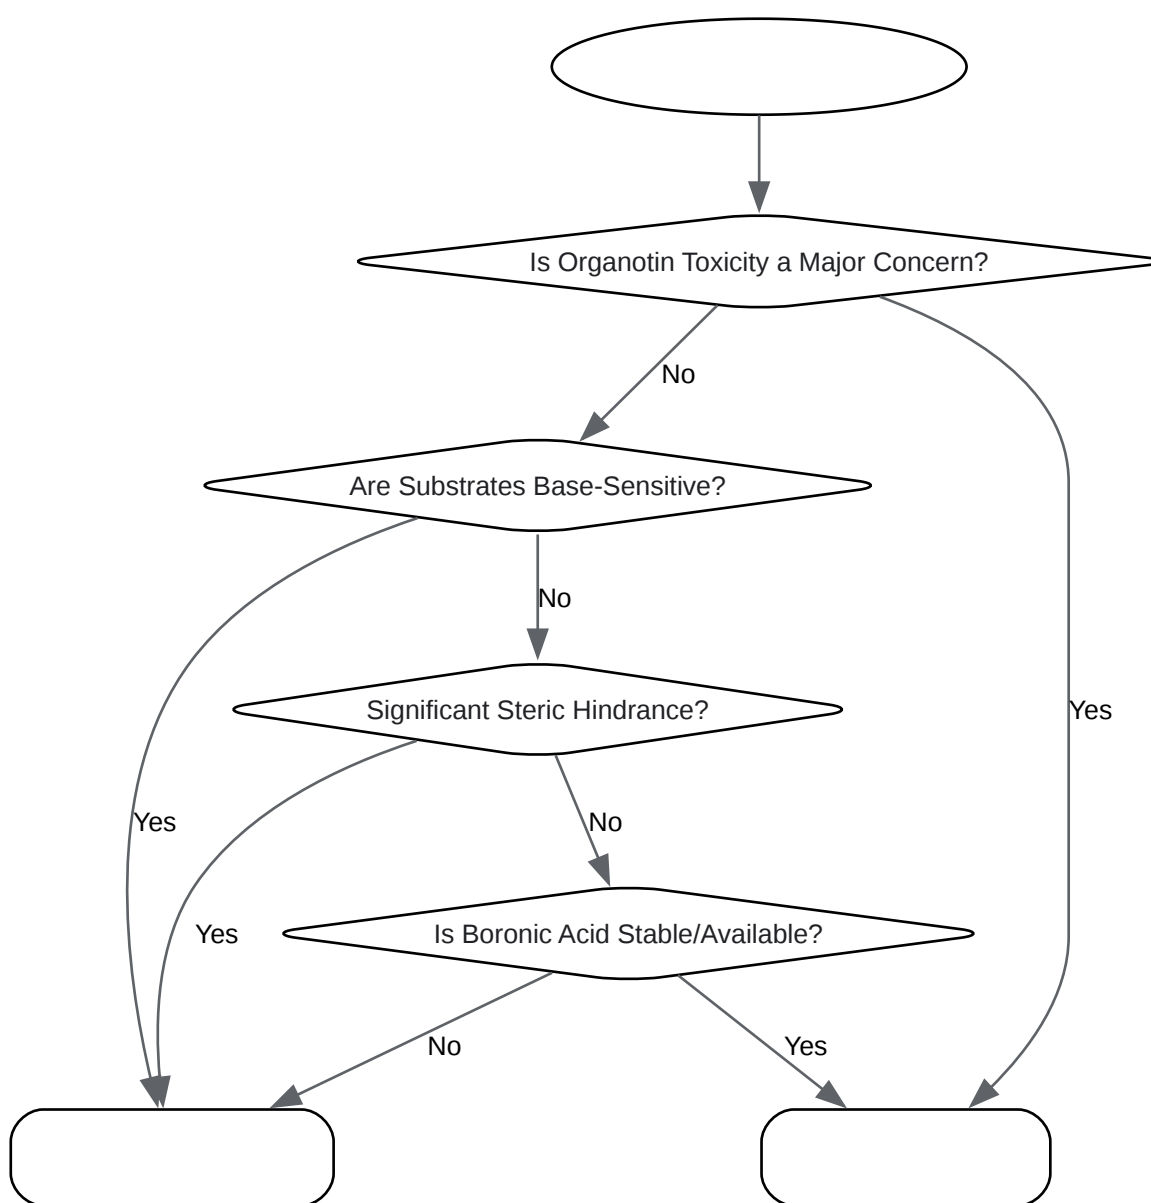 Is Organotin Toxicity a Major Concern?
No
Are Substrates Base-Sensitive?
No
Significant Steric Hindrance?
Yes
Yes
No
Yes
Is Boronic Acid Stable/Available?
No
Yes